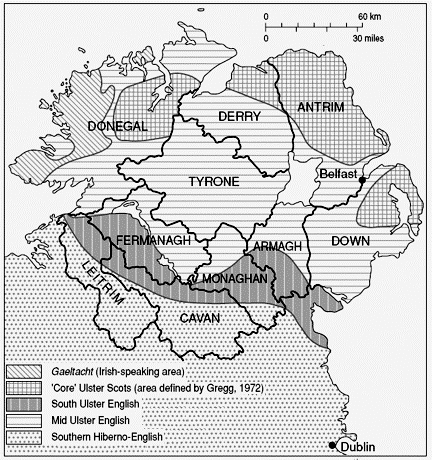 0 60 km
0 30 miles
ANTRIM
DERRY
DONEGAL
Belfast
TYRONE
FERMANAGH
ARMAGH
DOWN
LEITRIM
MONAGHAN
CAVAN
Gaeltacht (Irish-speaking area)
'Core' Ulster Scots (area defined by Gregg, 1972)
South Ulster English
Mid Ulster English
Southern Hiberno-English
Dublin